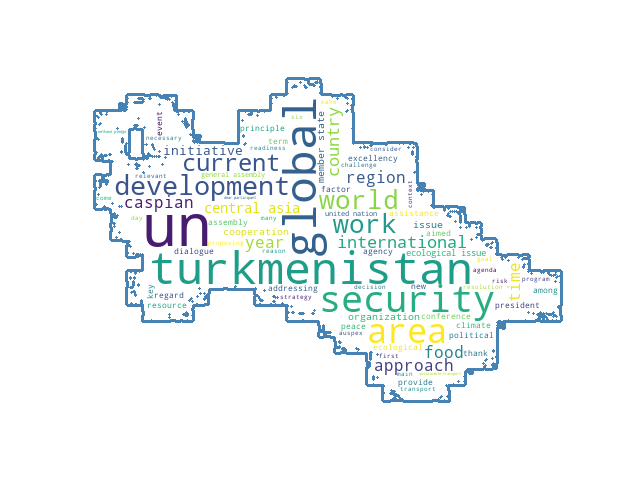 save
six
event
principle
consider
necessary
term
readiness
member state
country
global
initiative
current
excellency
challenge
relevant
general assembly
region
development
factor
context
come
caspian
world
central asia
united nation
assistance
day
many
assembly
un
work
issue
cooperation
aimed
year
international
dialogue
reason
agency
ecological issue
goal
turkmenistan
time
agenda
risk
program
key
addressing
decision
new
resolution
among
regard
strategy
security
president
resource
organization
conference
peace
area
climate
auspex
political
ecological
food
thank
first
approach
main
provide
transport